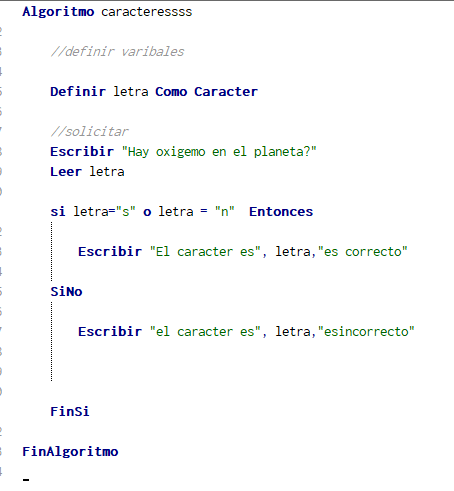 Algoritmo caracteressss
//definir varibales
Definir letra Como Caracter
//solicitar
Escribir "Hay oxigemo en el planeta?"
Leer letra
si letra="s" o letra = "n" Entonces
Escribir "El caracter es", letra,"es correcto"
SiNo
Escribir "el caracter es", letra,"esincorrecto"
FinSi
FinAlgoritmo